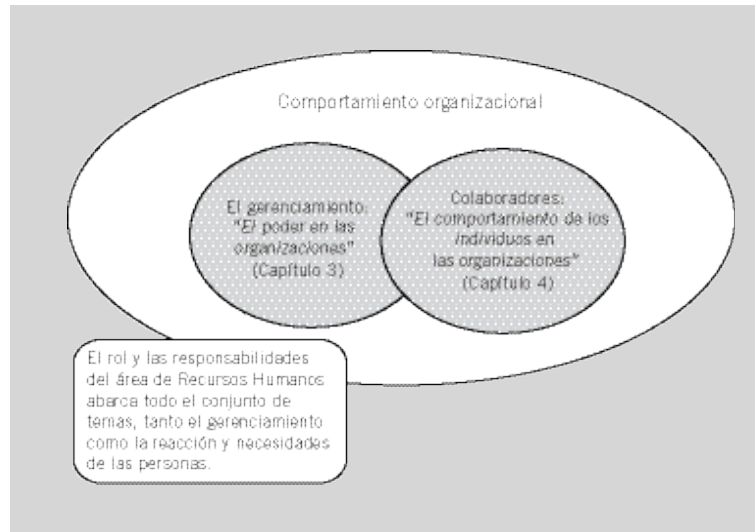 Comportamiento organizacional
El gerenciamiento:
"El poder en las
organizaciones"
(Capítulo 3)
Colaboradores:
"El comportamiento de los
individuos en
las organizaciones"
(Capítulo 4)
El rol y las responsabilidades
del área de Recursos Humanos
abarca todo el conjunto de
temas, tanto el gerenciamiento
como la reacción y necesidades
de las personas.